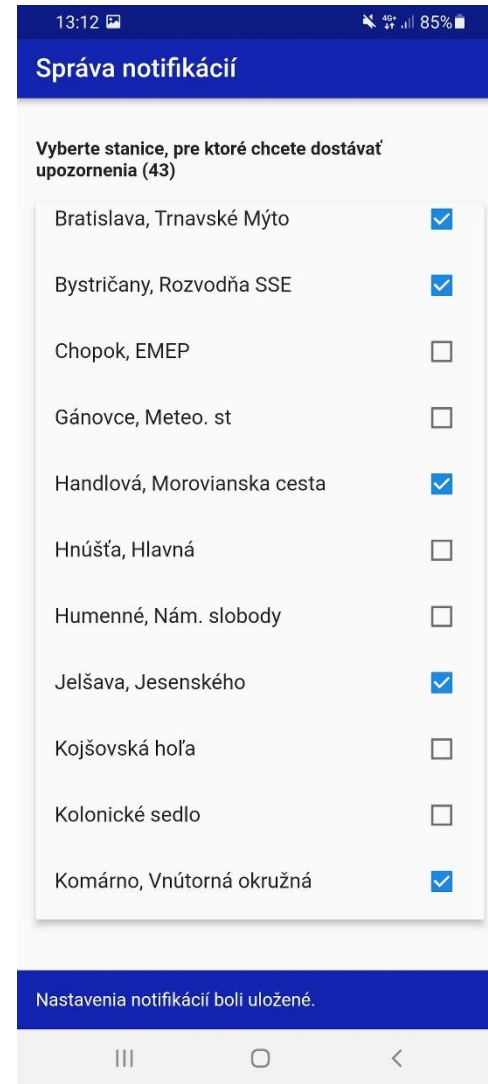 13:12
4G+
85%
Správa notifikácií
Vyberte stanice, pre ktoré chcete dostávať
upozornenia (43)
Bratislava, Trnavské Mýto
Bystričany, Rozvodňa SSE
Chopok, EMEP
Gánovce, Meteo. st
Handlová, Morovianska cesta
Hnúšťa, Hlavná
Humenné, Nám. slobody
Jelšava, Jesenského
Kojšovská hoľa
Kolonické sedlo
Komárno, Vnútorná okružná
Nastavenia notifikácií boli uložené.